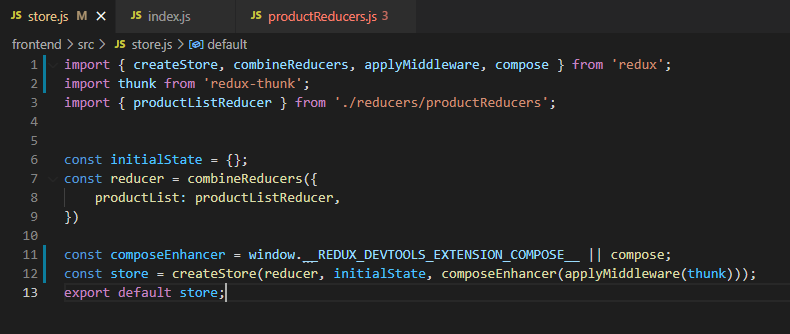 JS store.js M × JS index.js JS productReducers.js 3
frontend > src > JS store.js > default
1 import { createStore, combineReducers, applyMiddleware, compose } from 'redux';
2 import thunk from 'redux-thunk';
3 import { productListReducer } from './reducers/productReducers';
4
5
6 const initialState = {};
7 const reducer = combineReducers({
8 productList: productListReducer,
9 })
10
11 const composeEnhancer = window.__REDUX_DEVTOOLS_EXTENSION_COMPOSE__ || compose;
12 const store = createStore(reducer, initialState, composeEnhancer(applyMiddleware(thunk)));
13 export default store;